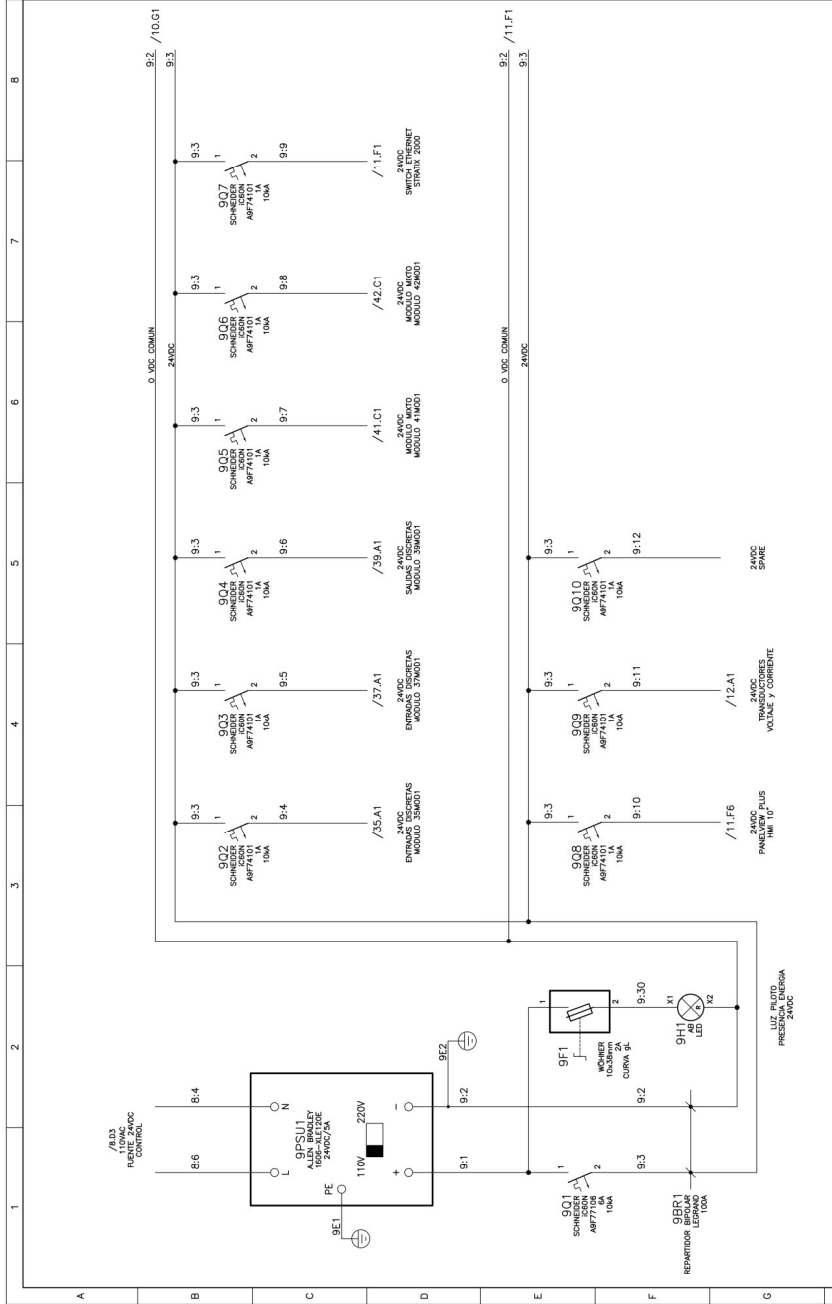 1
2
3
4
5
6
7
8
A
B
C
D
E
F
G
/8.D3
110VAC
FUENTE 24VDC
CONTROL
8:6
8:4
L
N
PE
9E1
9PSU1
ALLEN BRADLEY
1606-XLE120E
24VDC/5A
110V
220V
+
-
9:1
9:2
9E2
9Q1
SCHNEIDER
iC60N
A9F77106
6A
10kA
1
2
9:3
9:2
9BR1
REPARTIDOR BIPOLAR
LEGRAND
100A
9F1
WÖHNER
10x38mm
2A
CURVA gL
1
2
9:30
9H1
AB
LED
R
X1
X2
LUZ PILOTO
PRESENCIA ENERGIA
24VDC
0 VDC COMUN
24VDC
9:2
9:3
/10.G1
9:3
9Q2
SCHNEIDER
iC60N
A9F74101
1A
10kA
1
2
9:4
/35.A1
24VDC
ENTRADAS DISCRETAS
MODULO 35MOD1
9:3
9Q3
SCHNEIDER
iC60N
A9F74101
1A
10kA
1
2
9:5
/37.A1
24VDC
ENTRADAS DISCRETAS
MODULO 37MOD1
9:3
9Q4
SCHNEIDER
iC60N
A9F74101
1A
10kA
1
2
9:6
/39.A1
24VDC
SALIDAS DISCRETAS
MODULO 39MOD1
9:3
9Q5
SCHNEIDER
iC60N
A9F74101
1A
10kA
1
2
9:7
/41.C1
24VDC
MODULO MIXTO
MODULO 41MOD1
9:3
9Q6
SCHNEIDER
iC60N
A9F74101
1A
10kA
1
2
9:8
/42.C1
24VDC
MODULO MIXTO
MODULO 42MOD1
9:3
9Q7
SCHNEIDER
iC60N
A9F74101
1A
10kA
1
2
9:9
/11.F1
24VDC
SWITCH ETHERNET
STRATIX 2000
0 VDC COMUN
24VDC
9:2
9:3
/11.F1
9:3
9Q8
SCHNEIDER
iC60N
A9F74101
1A
10kA
1
2
9:10
/11.F6
24VDC
PANELVIEW PLUS
HMI 10"
9:3
9Q9
SCHNEIDER
iC60N
A9F74101
1A
10kA
1
2
9:11
/12.A1
24VDC
TRANSDUCTORES
VOLTAJE y CORRIENTE
9:3
9Q10
SCHNEIDER
iC60N
A9F74101
1A
10kA
1
2
9:12
24VDC
SPARE